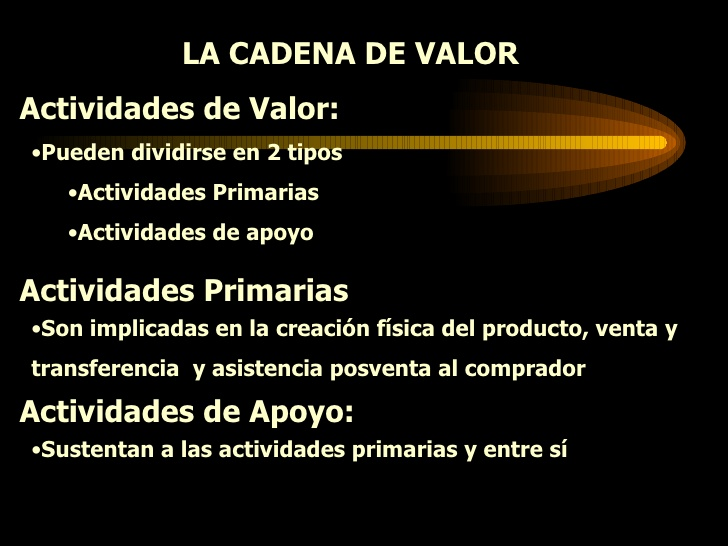 LA CADENA DE VALOR
Actividades de Valor:
•Pueden dividirse en 2 tipos
•Actividades Primarias
•Actividades de apoyo
Actividades Primarias
•Son implicadas en la creación física del producto, venta y
transferencia  y asistencia posventa al comprador
Actividades de Apoyo:
•Sustentan a las actividades primarias y entre sí